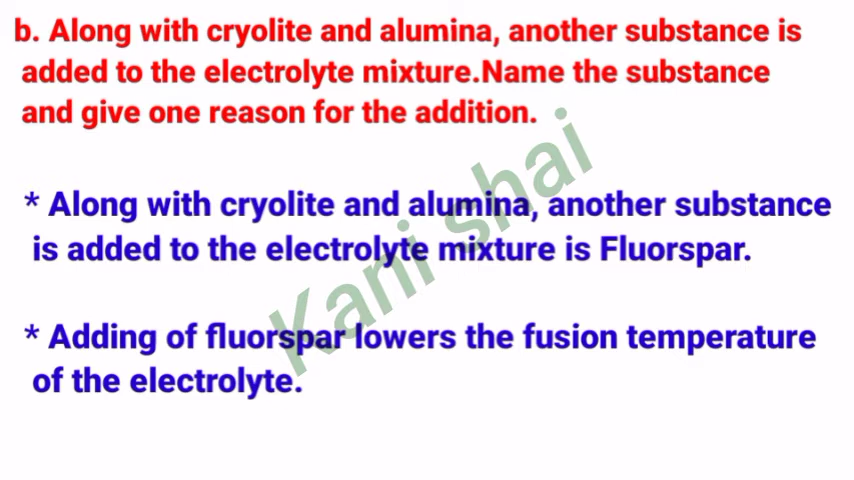 b. Along with cryolite and alumina, another substance is
added to the electrolyte mixture.Name the substance
and give one reason for the addition.
* Along with cryolite and alumina, another substance
is added to the electrolyte mixture is Fluorspar.
* Adding of fluorspar lowers the fusion temperature
of the electrolyte.
Kani shai